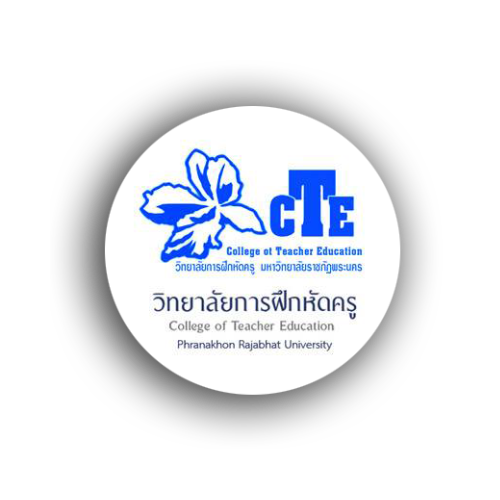 CTE
College of Teacher Education
วิทยาลัยการฝึกหัดครู มหาวิทยาลัยราชภัฏพระนคร
วิทยาลัยการฝึกหัดครู
College of Teacher Education
Phranakhon Rajabhat University